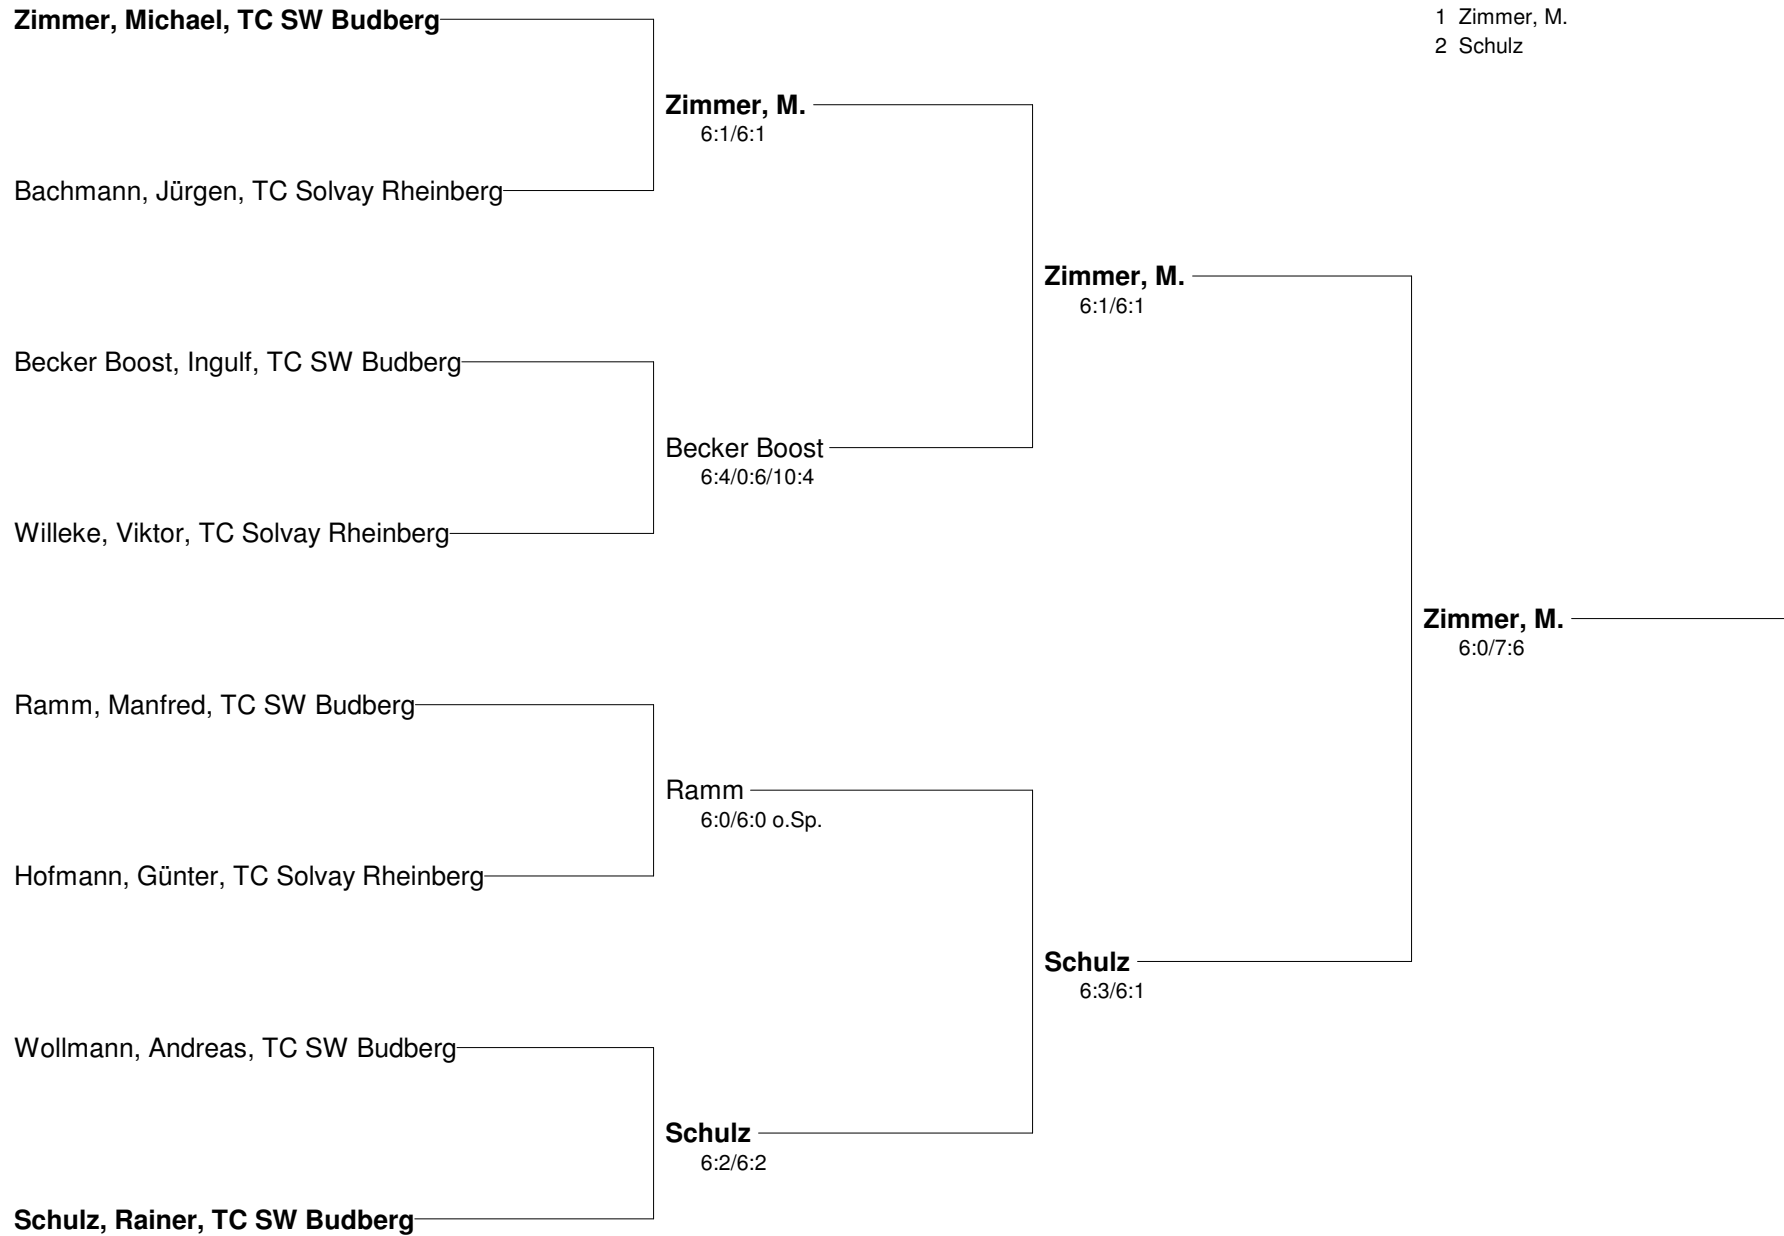 Zimmer, Michael, TC SW Budberg
1 Zimmer, M.
2 Schulz
Zimmer, M.
6:1/6:1
Bachmann, Jürgen, TC Solvay Rheinberg
Zimmer, M.
6:1/6:1
Becker Boost, Ingulf, TC SW Budberg
Becker Boost
6:4/0:6/10:4
Willeke, Viktor, TC Solvay Rheinberg
Zimmer, M.
6:0/7:6
Ramm, Manfred, TC SW Budberg
Ramm
6:0/6:0 o.Sp.
Hofmann, Günter, TC Solvay Rheinberg
Schulz
6:3/6:1
Wollmann, Andreas, TC SW Budberg
Schulz
6:2/6:2
Schulz, Rainer, TC SW Budberg